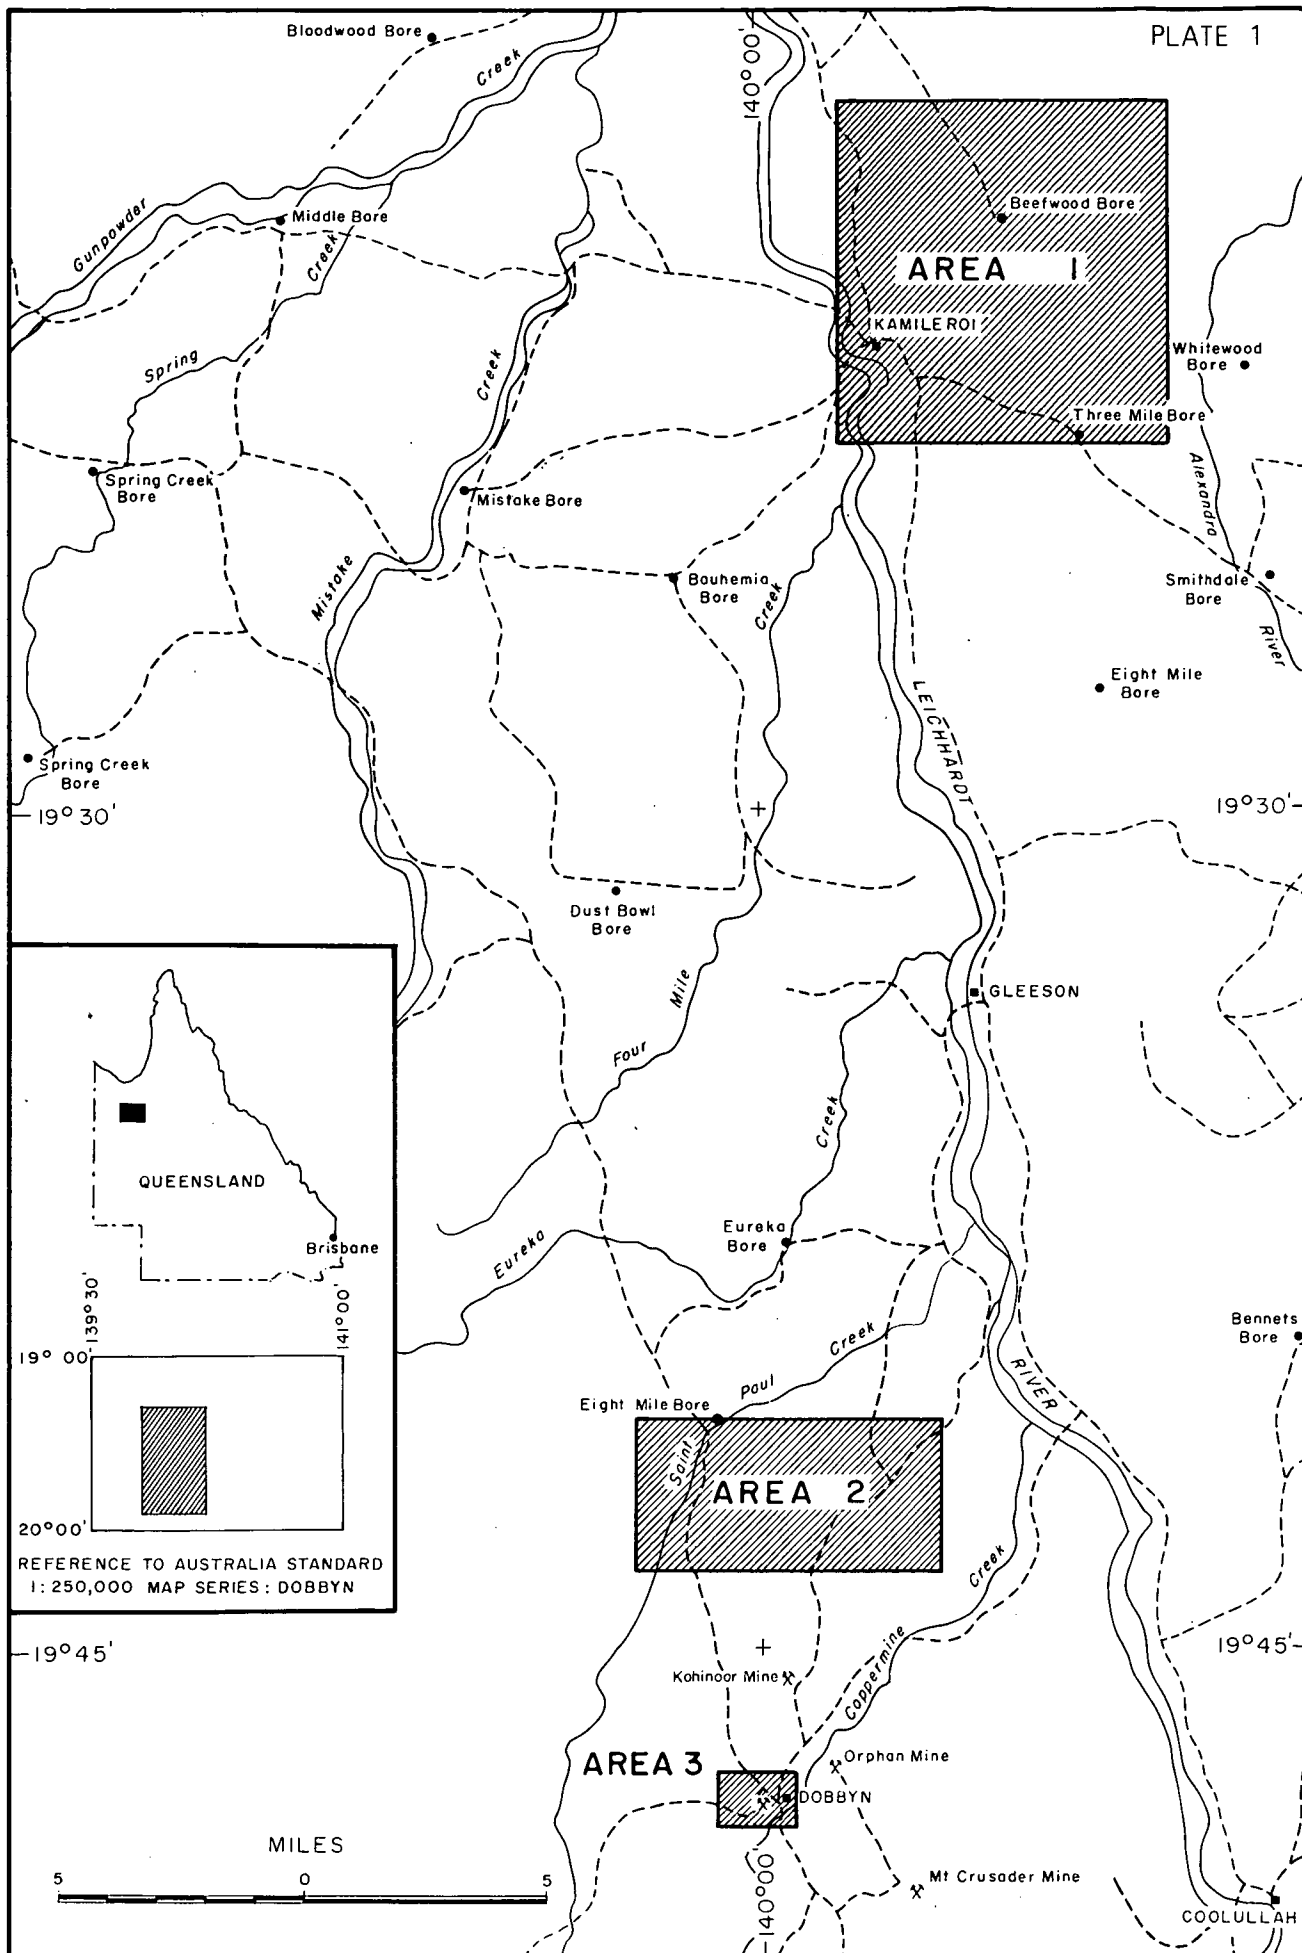 PLATE 1
Bloodwood Bore
Creek
140°00'
Gunpowder
Middle Bore
Creek
Beefwood Bore
AREA 1
KAMILEROI
Spring
Creek
Whitewood
Bore
Three Mile Bore
Spring Creek
Bore
Mistake Bore
Alexandra
Mistake
Bauhemia
Bore
Creek
Smithdale
Bore
River
Eight Mile
Bore
LEICHHARDT
Spring Creek
Bore
19°30'
19°30'
Dust Bowl
Bore
Mile
GLEESON
Four
Creek
QUEENSLAND
Brisbane
Eureka
Eureka
Bore
139°30'
141°00'
19°00'
20°00'
REFERENCE TO AUSTRALIA STANDARD
1:250,000 MAP SERIES: DOBBYN
Bennets
Bore
Creek
Paul
RIVER
Eight Mile Bore
Saint
AREA 2
Creek
19°45'
19°45'
Coppermine
Kohinoor Mine
AREA 3
Orphan Mine
DOBBYN
MILES
5
0
5
140°00'
Mt Crusader Mine
COOLULLAH